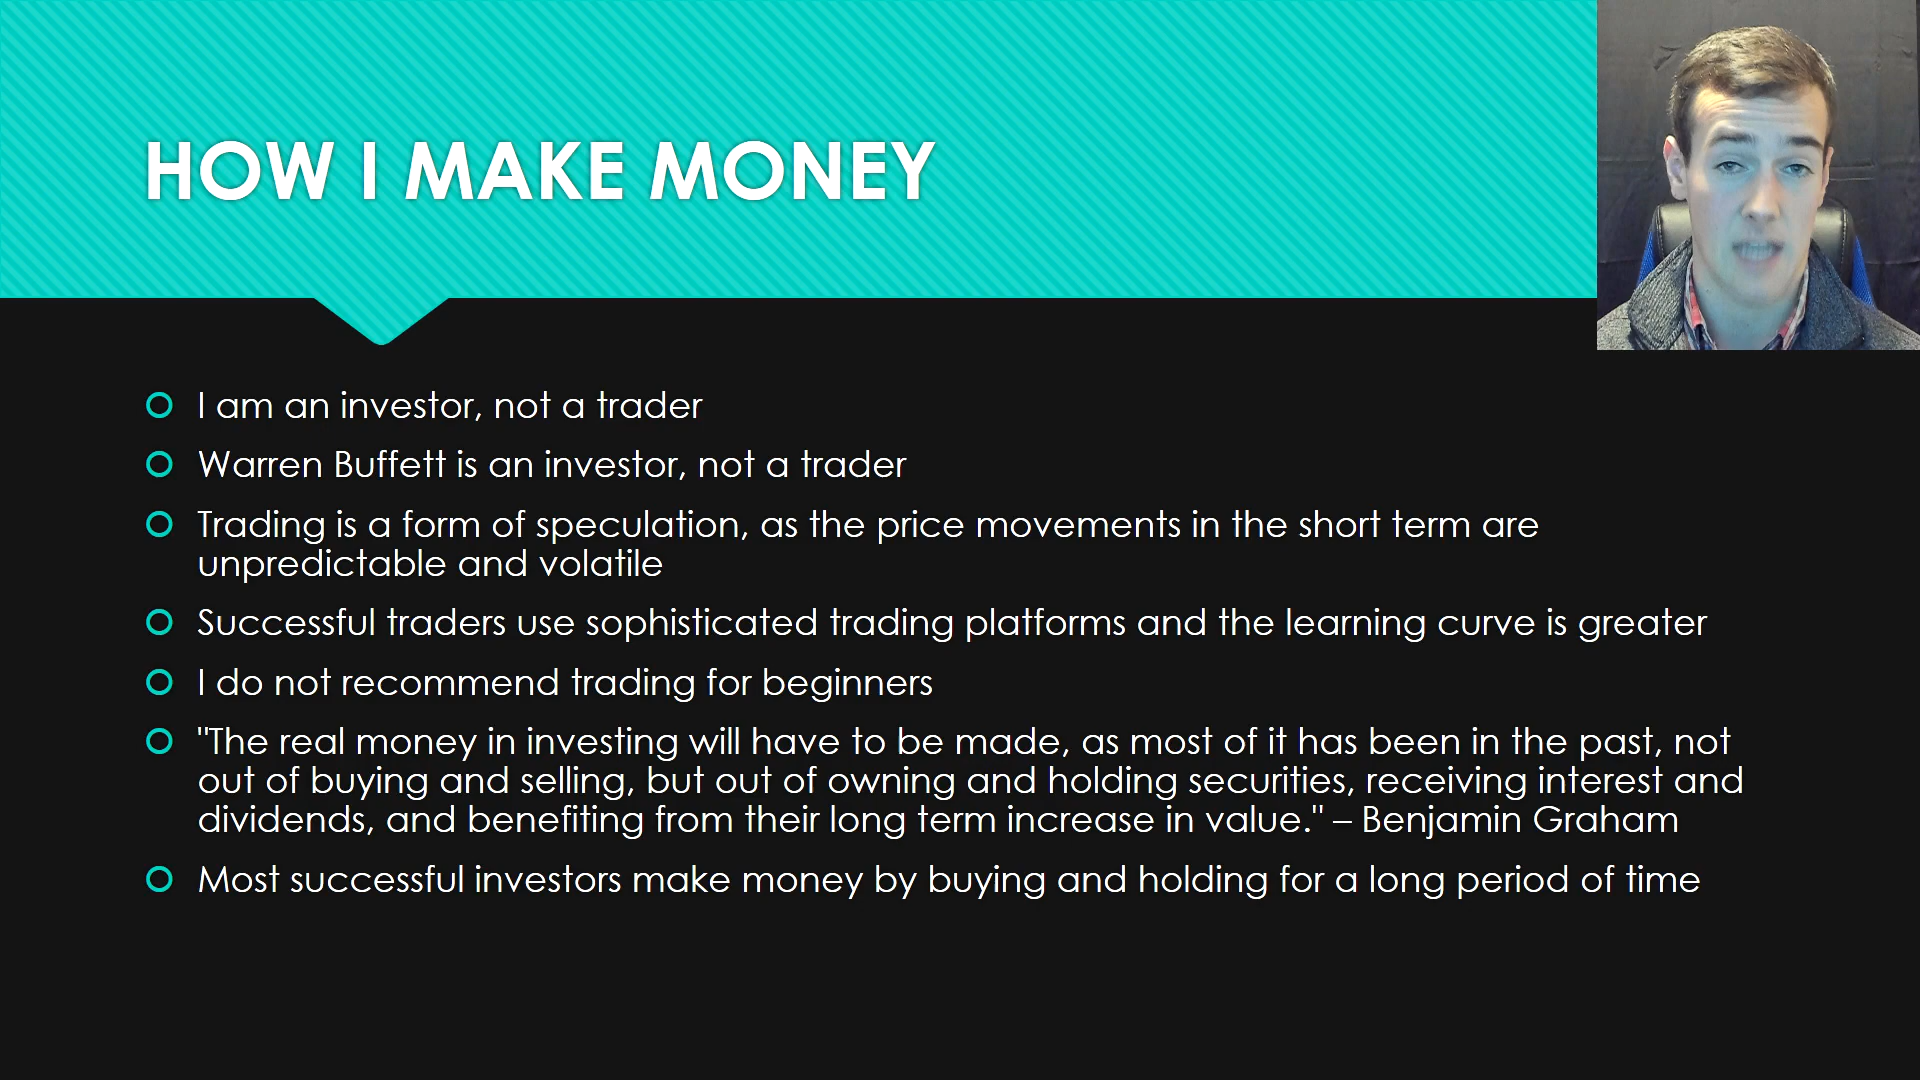 HOW I MAKE MONEY
I am an investor, not a trader
Warren Buffett is an investor, not a trader
Trading is a form of speculation, as the price movements in the short term are
unpredictable and volatile
Successful traders use sophisticated trading platforms and the learning curve is greater
I do not recommend trading for beginners
"The real money in investing will have to be made, as most of it has been in the past, not
out of buying and selling, but out of owning and holding securities, receiving interest and
dividends, and benefiting from their long term increase in value." – Benjamin Graham
Most successful investors make money by buying and holding for a long period of time